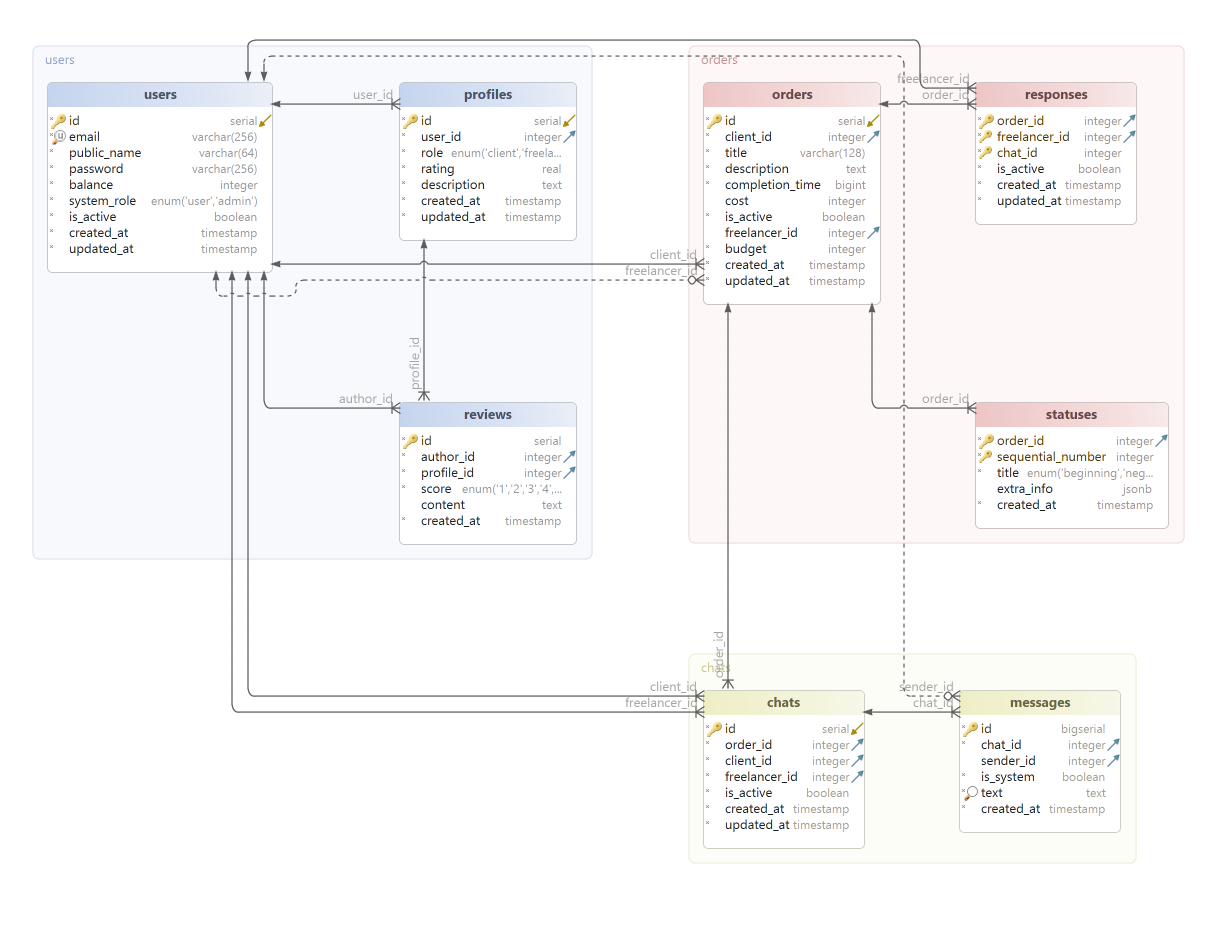 users
users
id serial
email varchar(256)
public_name varchar(64)
password varchar(256)
balance integer
system_role enum('user','admin')
is_active boolean
created_at timestamp
updated_at timestamp
user_id
profiles
id serial
user_id integer
role enum('client','freela...
rating real
description text
created_at timestamp
updated_at timestamp
profile_id
author_id
reviews
id serial
author_id integer
profile_id integer
score enum('1','2','3','4',...
content text
created_at timestamp
orders
client_id
freelancer_id
orders
id serial
client_id integer
title varchar(128)
description text
completion_time bigint
cost integer
is_active boolean
freelancer_id integer
budget integer
created_at timestamp
updated_at timestamp
freelancer_id
order_id
responses
order_id integer
freelancer_id integer
chat_id integer
is_active boolean
created_at timestamp
updated_at timestamp
order_id
statuses
order_id integer
sequential_number integer
title enum('beginning','neg...
extra_info jsonb
created_at timestamp
chats
order_id
client_id
freelancer_id
chats
id serial
order_id integer
client_id integer
freelancer_id integer
is_active boolean
created_at timestamp
updated_at timestamp
sender_id
chat_id
messages
id bigserial
chat_id integer
sender_id integer
is_system boolean
text text
created_at timestamp